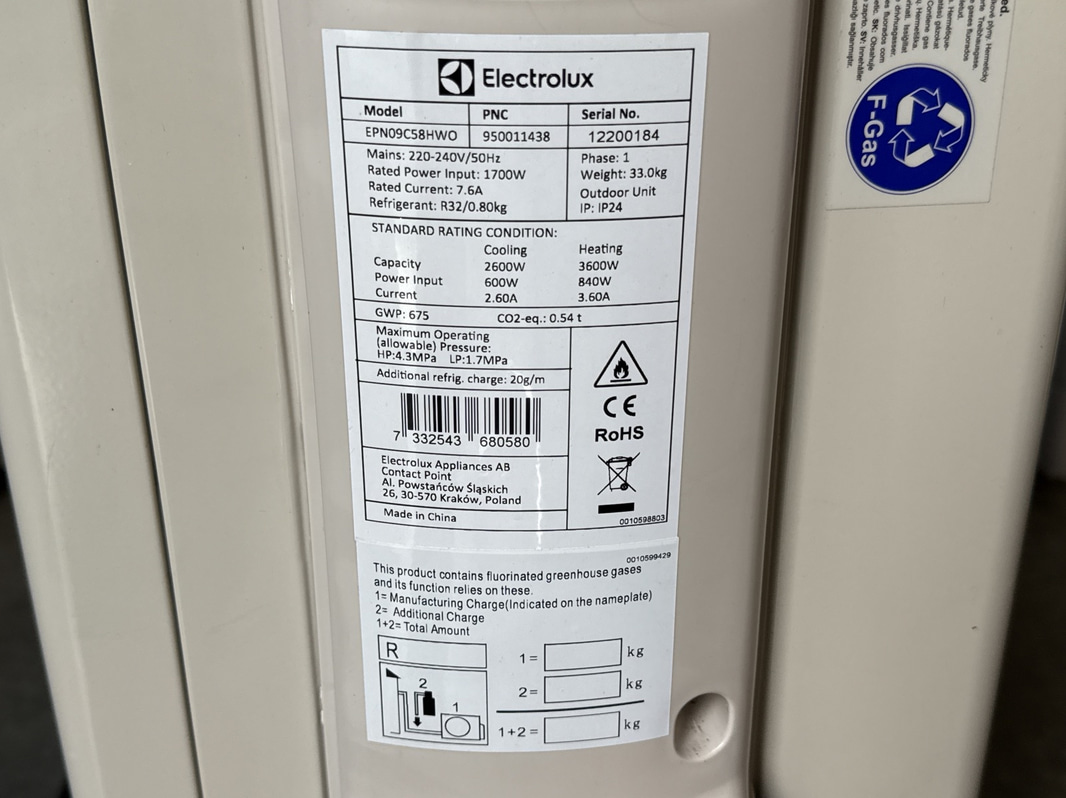 Electrolux
Model PNC Serial No.
EPN09C58HWO 950011438 12200184
Mains: 220-240V/50Hz
Rated Power Input: 1700W
Rated Current: 7.6A
Refrigerant: R32/0.80kg
Phase: 1
Weight: 33.0kg
Outdoor Unit
IP: IP24
STANDARD RATING CONDITION:
Cooling Heating
Capacity 2600W 3600W
Power Input 600W 840W
Current 2.60A 3.60A
GWP: 675 CO2-eq.: 0.54 t
Maximum Operating
(allowable) Pressure:
HP:4.3MPa LP:1.7MPa
Additional refrig. charge: 20g/m
7 332543 680580
Electrolux Appliances AB
Contact Point
Al. Powstańców Śląskich
26, 30-570 Kraków, Poland
Made in China
CE
RoHS
0010598803
0010599429
This product contains fluorinated greenhouse gases
and its function relies on these.
1= Manufacturing Charge(Indicated on the nameplate)
2= Additional Charge
1+2= Total Amount
R
2
1
1= kg
2= kg
1+2= kg
F-Gas